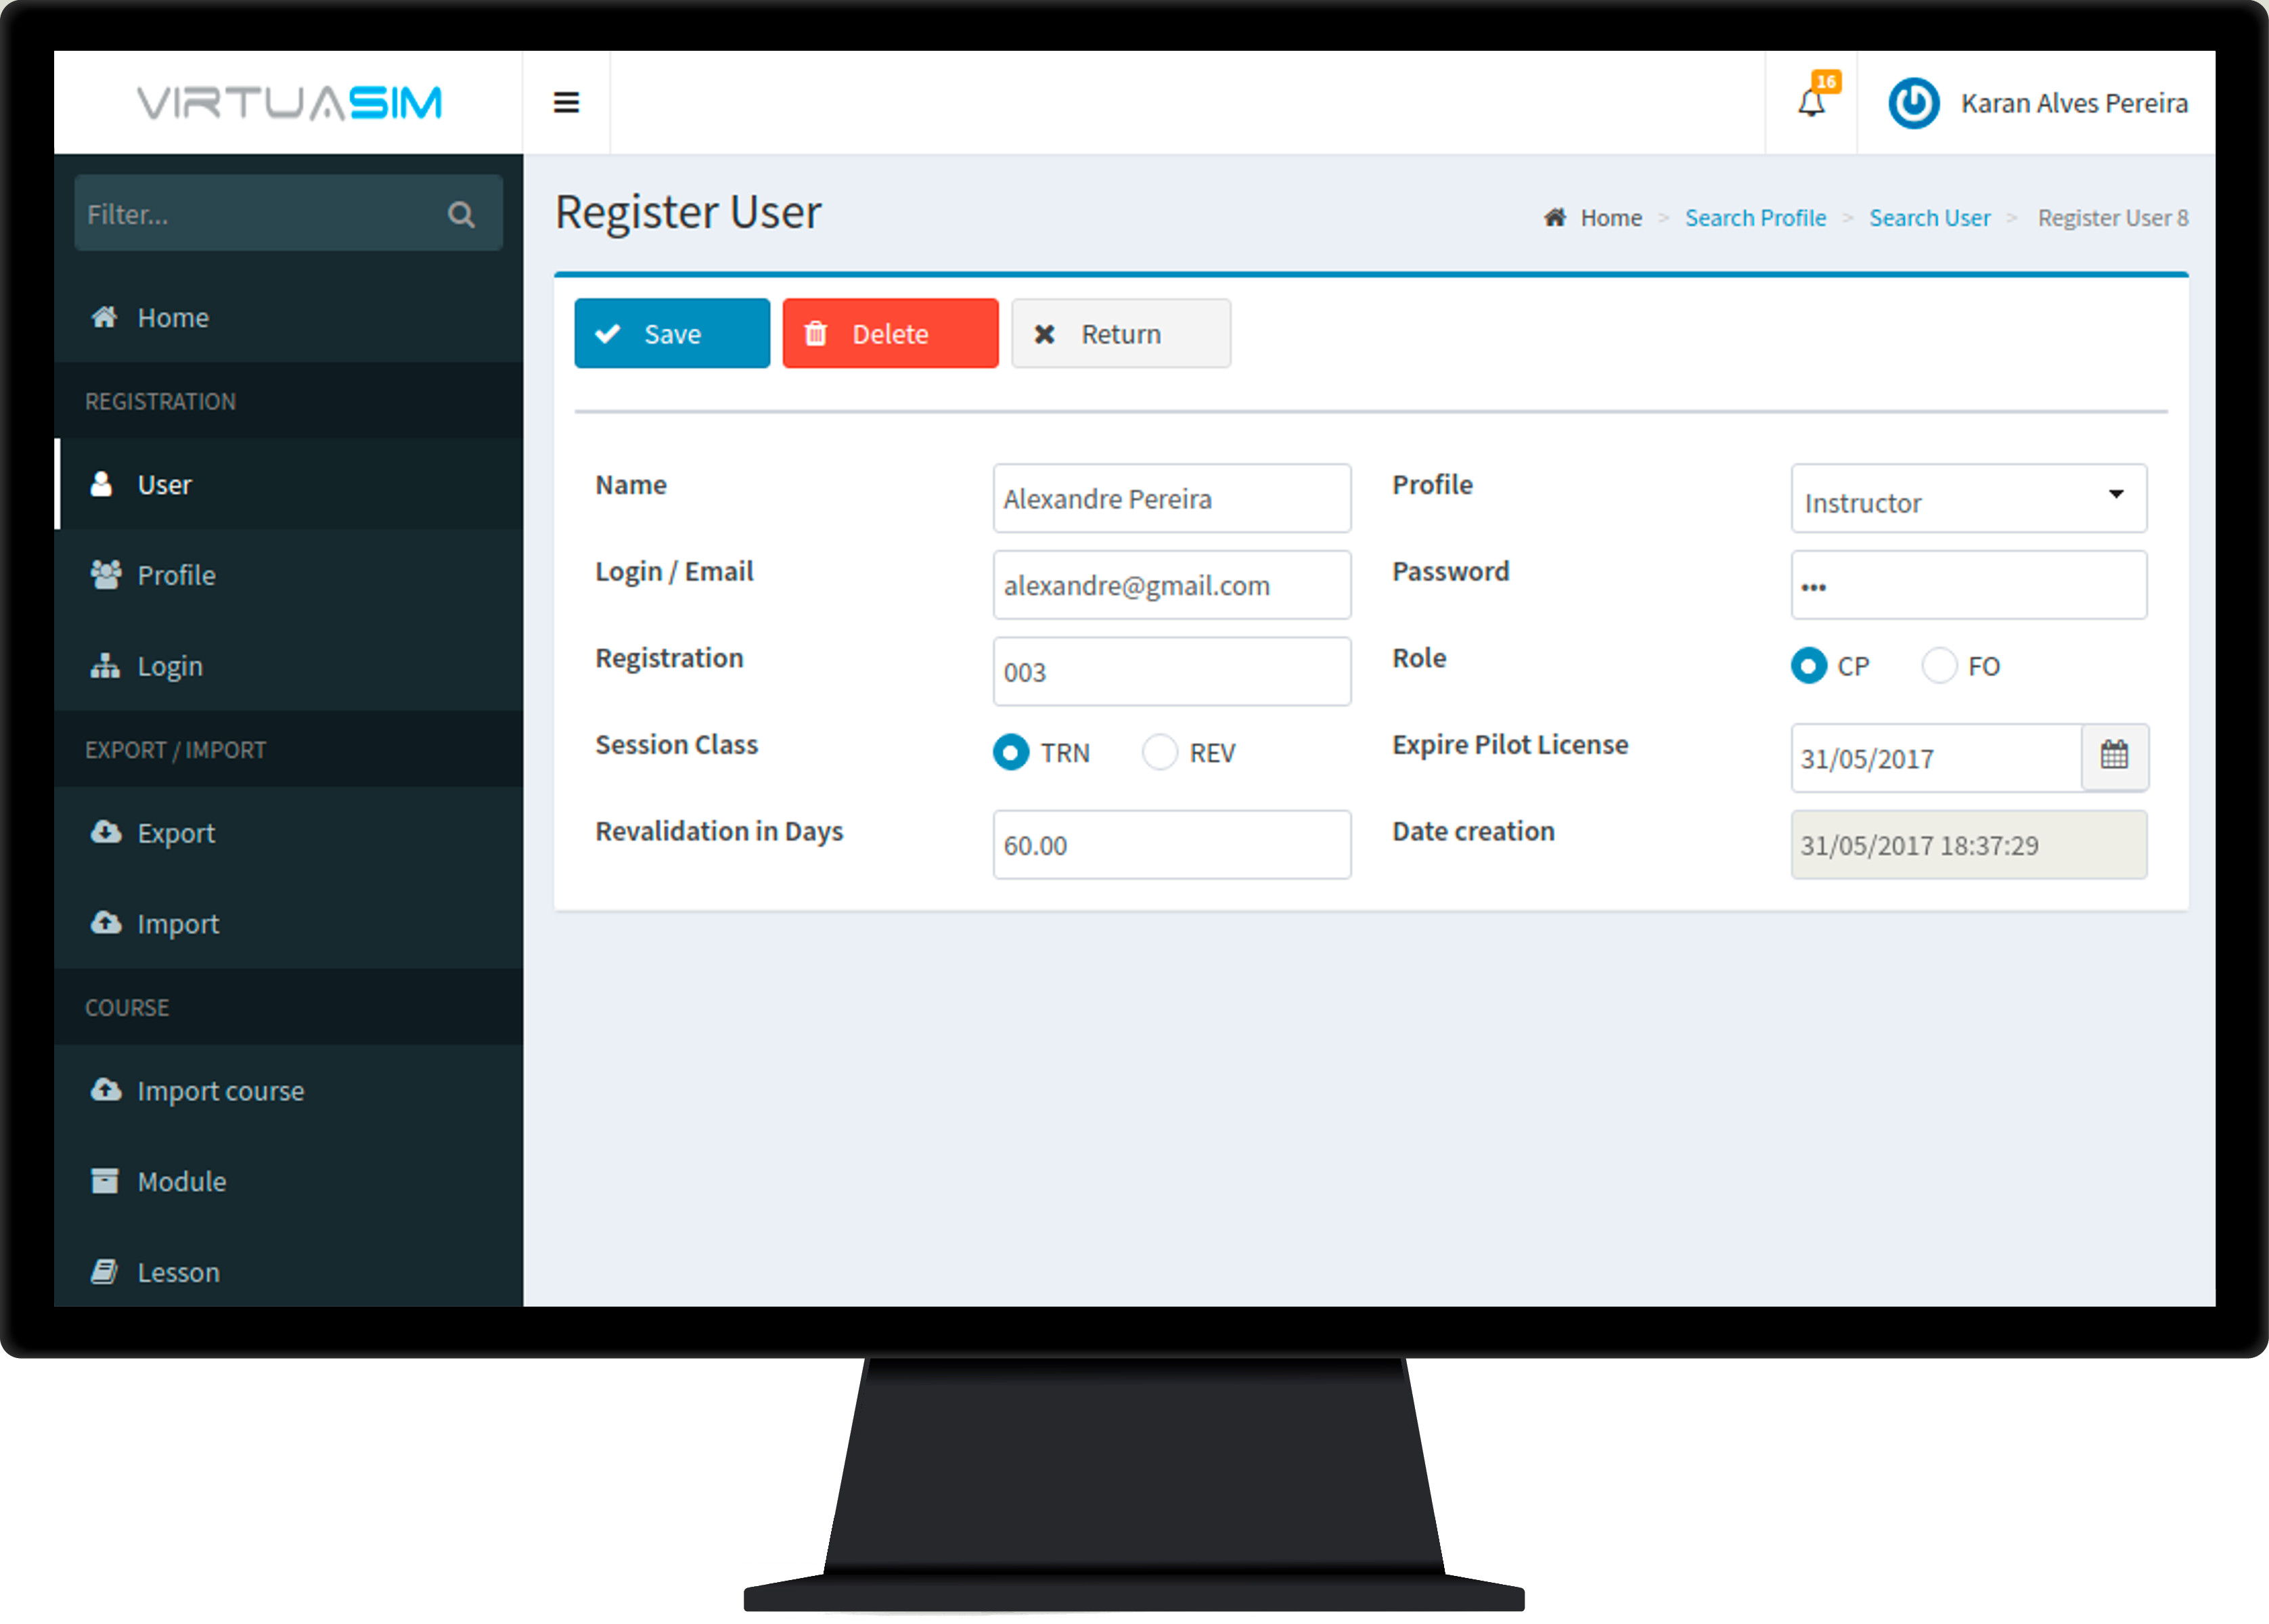 VIRTUASIM
16
Karan Alves Pereira
Filter...
Home
REGISTRATION
User
Profile
Login
EXPORT / IMPORT
Export
Import
COURSE
Import course
Module
Lesson
Register User
Home > Search Profile > Search User > Register User 8
Save Delete Return
Name Alexandre Pereira Profile Instructor
Login / Email alexandre@gmail.com Password •••
Registration 003 Role CP FO
Session Class TRN REV Expire Pilot License 31/05/2017
Revalidation in Days 60.00 Date creation 31/05/2017 18:37:29